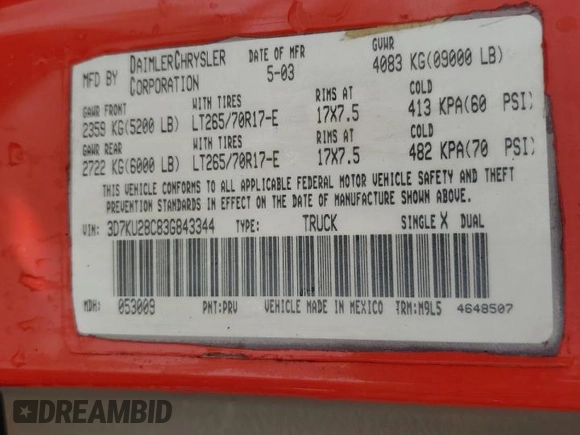 MFD BY DAIMLERCHRYSLER CORPORATION
DATE OF MFR 5-03
GVWR 4083 KG(09000 LB)
GAWR FRONT WITH TIRES RIMS AT COLD
2359 KG(5200 LB) LT265/70R17-E 17X7.5 413 KPA(60 PSI)
GAWR REAR WITH TIRES RIMS AT COLD
2722 KG(6000 LB) LT265/70R17-E 17X7.5 482 KPA(70 PSI)
THIS VEHICLE CONFORMS TO ALL APPLICABLE FEDERAL MOTOR VEHICLE SAFETY AND THEFT
PREVENTION STANDARDS IN EFFECT ON THE DATE OF MANUFACTURE SHOWN ABOVE.
VIN: 3D7KU28C83G843344 TYPE: TRUCK SINGLE X DUAL
MDH: 053009 PNT:PRV VEHICLE MADE IN MEXICO TRM:M9L5 4648507
DREAMBID